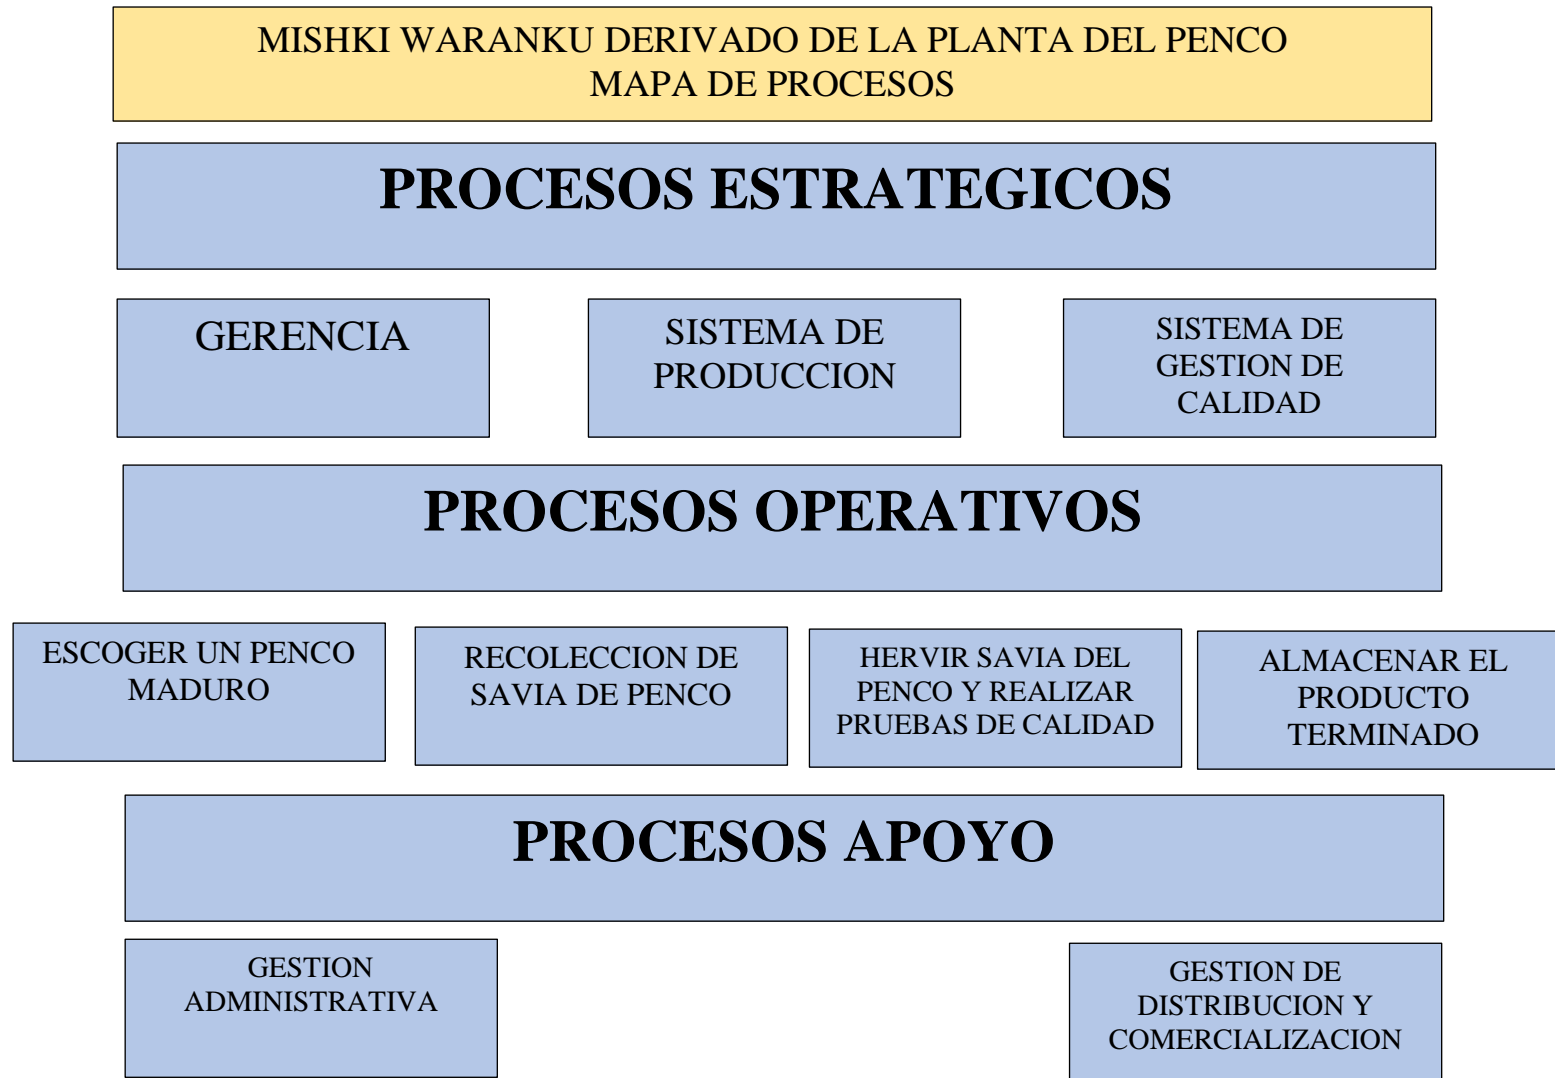 MISHKI WARANKU DERIVADO DE LA PLANTA DEL PENCO
MAPA DE PROCESOS
PROCESOS ESTRATEGICOS
GERENCIA
SISTEMA DE
PRODUCCION
SISTEMA DE
GESTION DE
CALIDAD
PROCESOS OPERATIVOS
ESCOGER UN PENCO
MADURO
RECOLECCION DE
SAVIA DE PENCO
HERVIR SAVIA DEL
PENCO Y REALIZAR
PRUEBAS DE CALIDAD
ALMACENAR EL
PRODUCTO
TERMINADO
PROCESOS APOYO
GESTION
ADMINISTRATIVA
GESTION DE
DISTRIBUCION Y
COMERCIALIZACION